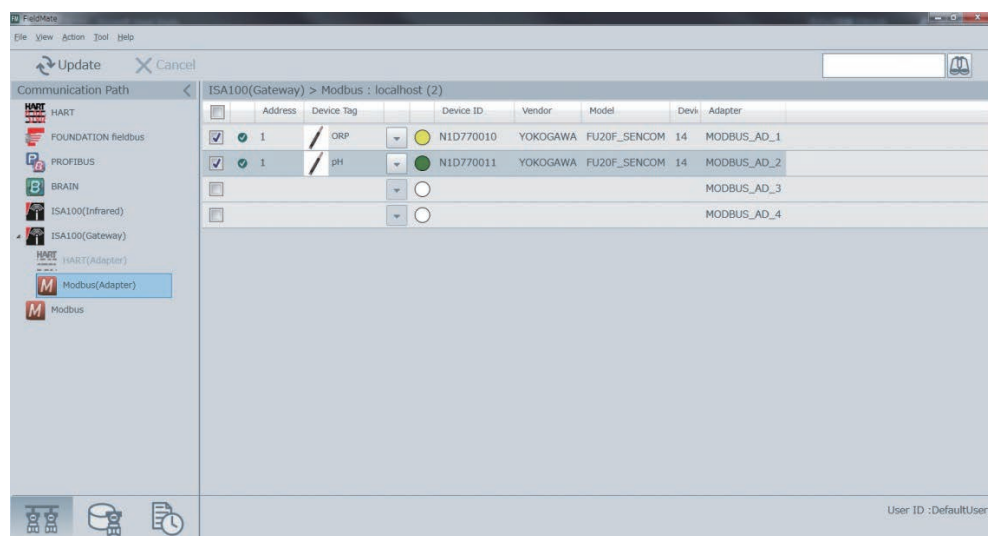 FieldMate
File View Action Tool Help
Update Cancel
Communication Path
ISA100(Gateway) > Modbus : localhost (2)
HART HART
FOUNDATION fieldbus
PROFIBUS
BRAIN
ISA100(Infrared)
ISA100(Gateway)
HART HART(Adapter)
M Modbus(Adapter)
M Modbus
Address Device Tag Device ID Vendor Model Devi Adapter
1 ORP N1D770010 YOKOGAWA FU20F_SENCOM 14 MODBUS_AD_1
1 pH N1D770011 YOKOGAWA FU20F_SENCOM 14 MODBUS_AD_2
MODBUS_AD_3
MODBUS_AD_4
User ID :DefaultUser